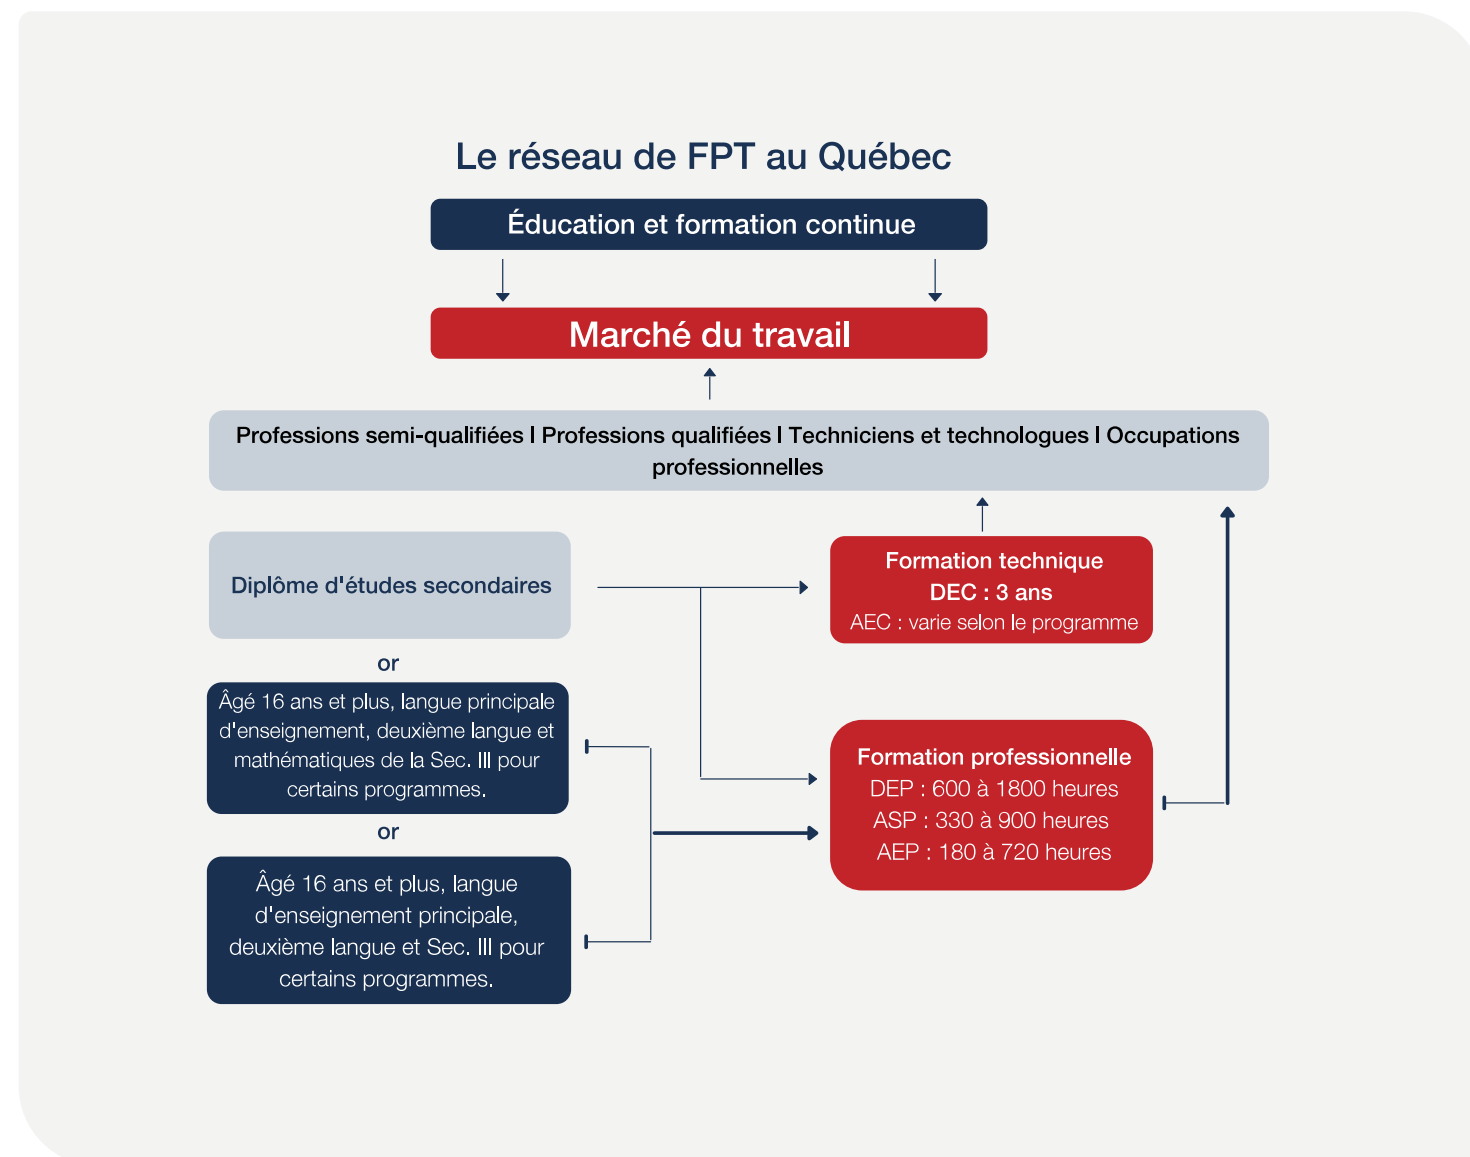 Le réseau de FPT au Québec
Éducation et formation continue
Marché du travail
Professions semi-qualifiées I Professions qualifiées I Techniciens et technologues I Occupations
professionnelles
Diplôme d'études secondaires
or
Âgé 16 ans et plus, langue principale
d'enseignement, deuxième langue et
mathématiques de la Sec. III pour
certains programmes.
or
Âgé 16 ans et plus, langue
d'enseignement principale,
deuxième langue et Sec. III pour
certains programmes.
Formation technique
DEC : 3 ans
AEC : varie selon le programme
Formation professionnelle
DEP : 600 à 1800 heures
ASP : 330 à 900 heures
AEP : 180 à 720 heures